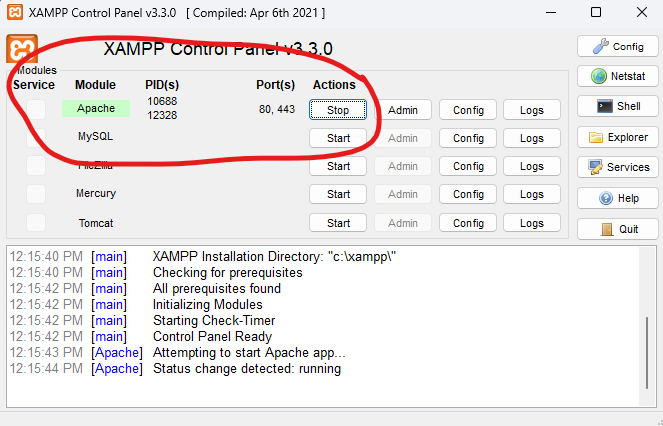 XAMPP Control Panel v3.3.0 [ Compiled: Apr 6th 2021 ]
XAMPP Control Panel v3.3.0
Modules
Service Module PID(s) Port(s) Actions
Apache 10688 12328 80, 443 Stop Admin Config Logs
MySQL Start Admin Config Logs
FileZilla Start Admin Config Logs
Mercury Start Admin Config Logs
Tomcat Start Admin Config Logs
Config
Netstat
Shell
Explorer
Services
Help
Quit
12:15:40 PM [main] XAMPP Installation Directory: "c:\xampp\"
12:15:40 PM [main] Checking for prerequisites
12:15:42 PM [main] All prerequisites found
12:15:42 PM [main] Initializing Modules
12:15:42 PM [main] Starting Check-Timer
12:15:42 PM [main] Control Panel Ready
12:15:43 PM [Apache] Attempting to start Apache app...
12:15:44 PM [Apache] Status change detected: running